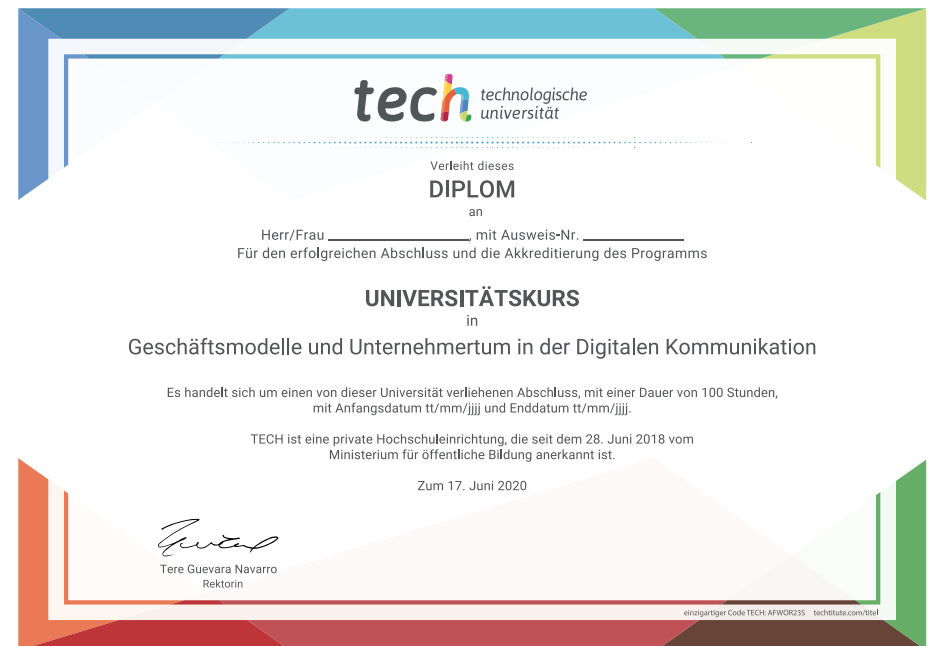 tech technologische
universität
Verleiht dieses
DIPLOM
an
Herr/Frau _________________, mit Ausweis-Nr. ____________
Für den erfolgreichen Abschluss und die Akkreditierung des Programms
UNIVERSITÄTSKURS
in
Geschäftsmodelle und Unternehmertum in der Digitalen Kommunikation
Es handelt sich um einen von dieser Universität verliehenen Abschluss, mit einer Dauer von 100 Stunden,
mit Anfangsdatum tt/mm/jjjj und Enddatum tt/mm/jjjj.
TECH ist eine private Hochschuleinrichtung, die seit dem 28. Juni 2018 vom
Ministerium für öffentliche Bildung anerkannt ist.
Zum 17. Juni 2020
Tere Guevara Navarro
Rektorin
einzigartiger Code TECH: AFWOR23S techtitute.com/titel